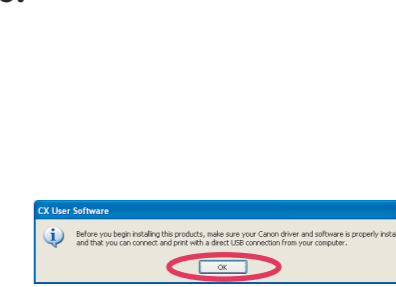 CX User Software
Before you begin installing this products, make sure your Canon driver and software is properly
and that you can connect and print with a direct USB connection from your computer.
OK